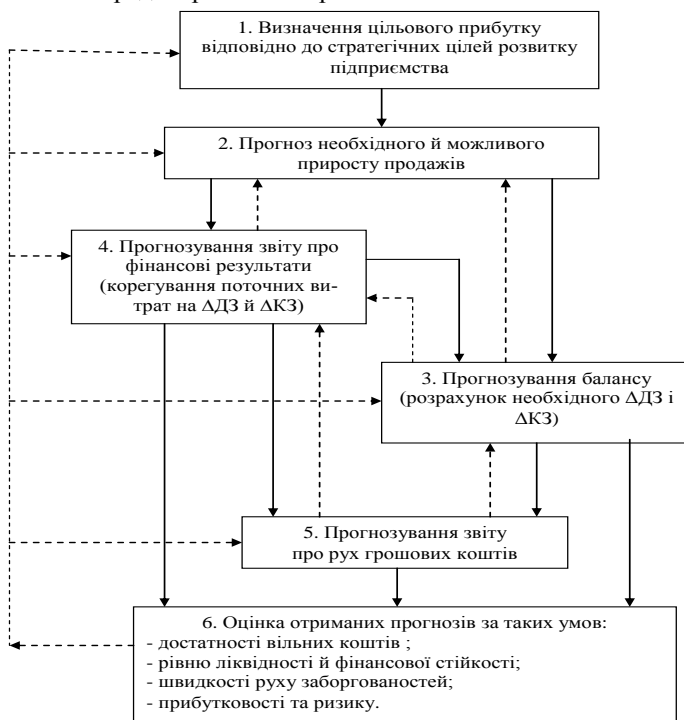 1. Визначення цільового прибутку
відповідно до стратегічних цілей розвитку
підприємства
2. Прогноз необхідного й можливого
приросту продажів
4. Прогнозування звіту про
фінансові результати
(корегування поточних ви-
трат на ΔДЗ й ΔКЗ)
3. Прогнозування балансу
(розрахунок необхідного ΔДЗ і
ΔКЗ)
5. Прогнозування звіту
про рух грошових коштів
6. Оцінка отриманих прогнозів за таких умов:
- достатності вільних коштів ;
- рівню ліквідності й фінансової стійкості;
- швидкості руху заборгованостей;
- прибутковості та ризику.